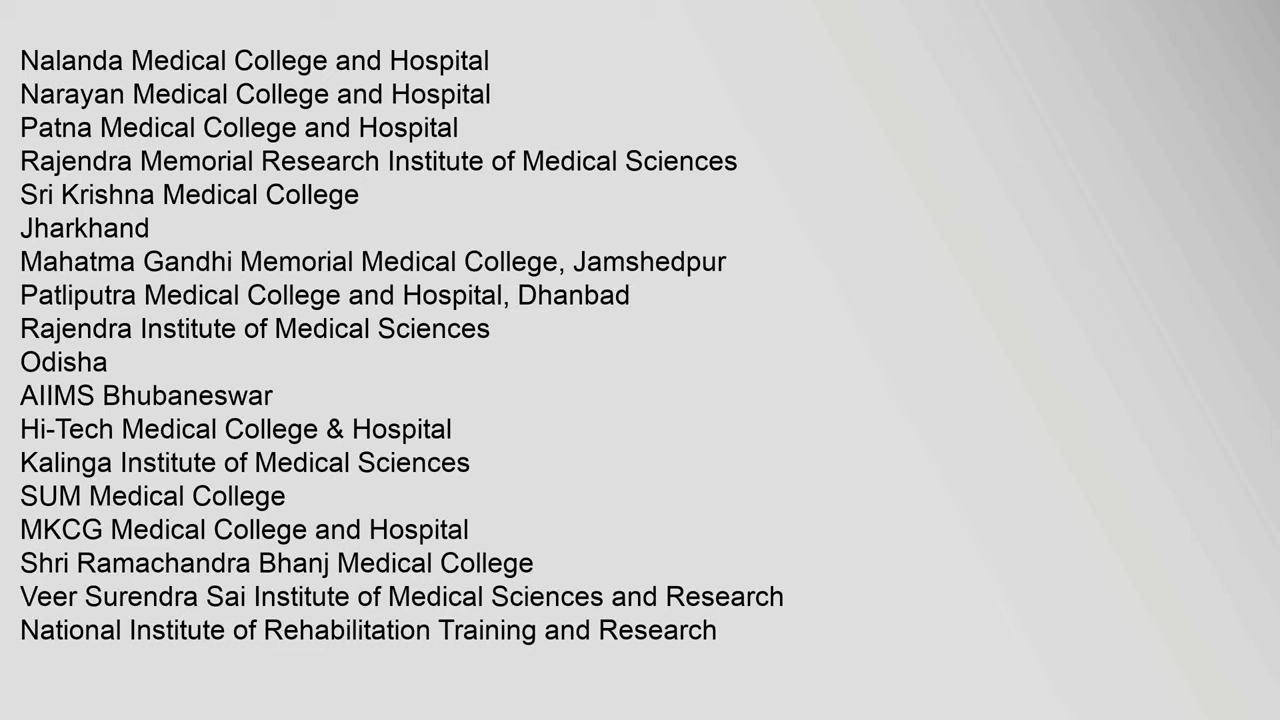 Nalanda Medical College and Hospital
Narayan Medical College and Hospital
Patna Medical College and Hospital
Rajendra Memorial Research Institute of Medical Sciences
Sri Krishna Medical College
Jharkhand
Mahatma Gandhi Memorial Medical College, Jamshedpur
Patliputra Medical College and Hospital, Dhanbad
Rajendra Institute of Medical Sciences
Odisha
AIIMS Bhubaneswar
Hi-Tech Medical College & Hospital
Kalinga Institute of Medical Sciences
SUM Medical College
MKCG Medical College and Hospital
Shri Ramachandra Bhanj Medical College
Veer Surendra Sai Institute of Medical Sciences and Research
National Institute of Rehabilitation Training and Research